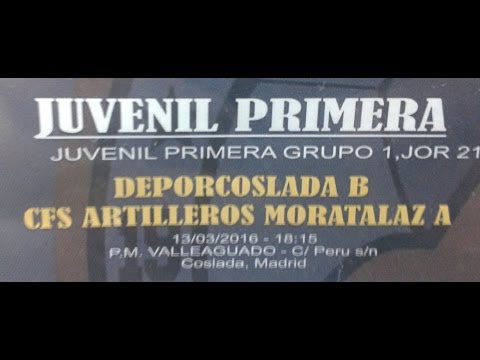 JUVENIL PRIMERA
JUVENIL PRIMERA GRUPO 1,JOR 21
DEPORCOSLADA B
CFS ARTILLEROS MORATALAZ A
13/03/2016 - 18:15
P.M. VALLEAGUADO - C/ Peru s/n
Coslada, Madrid